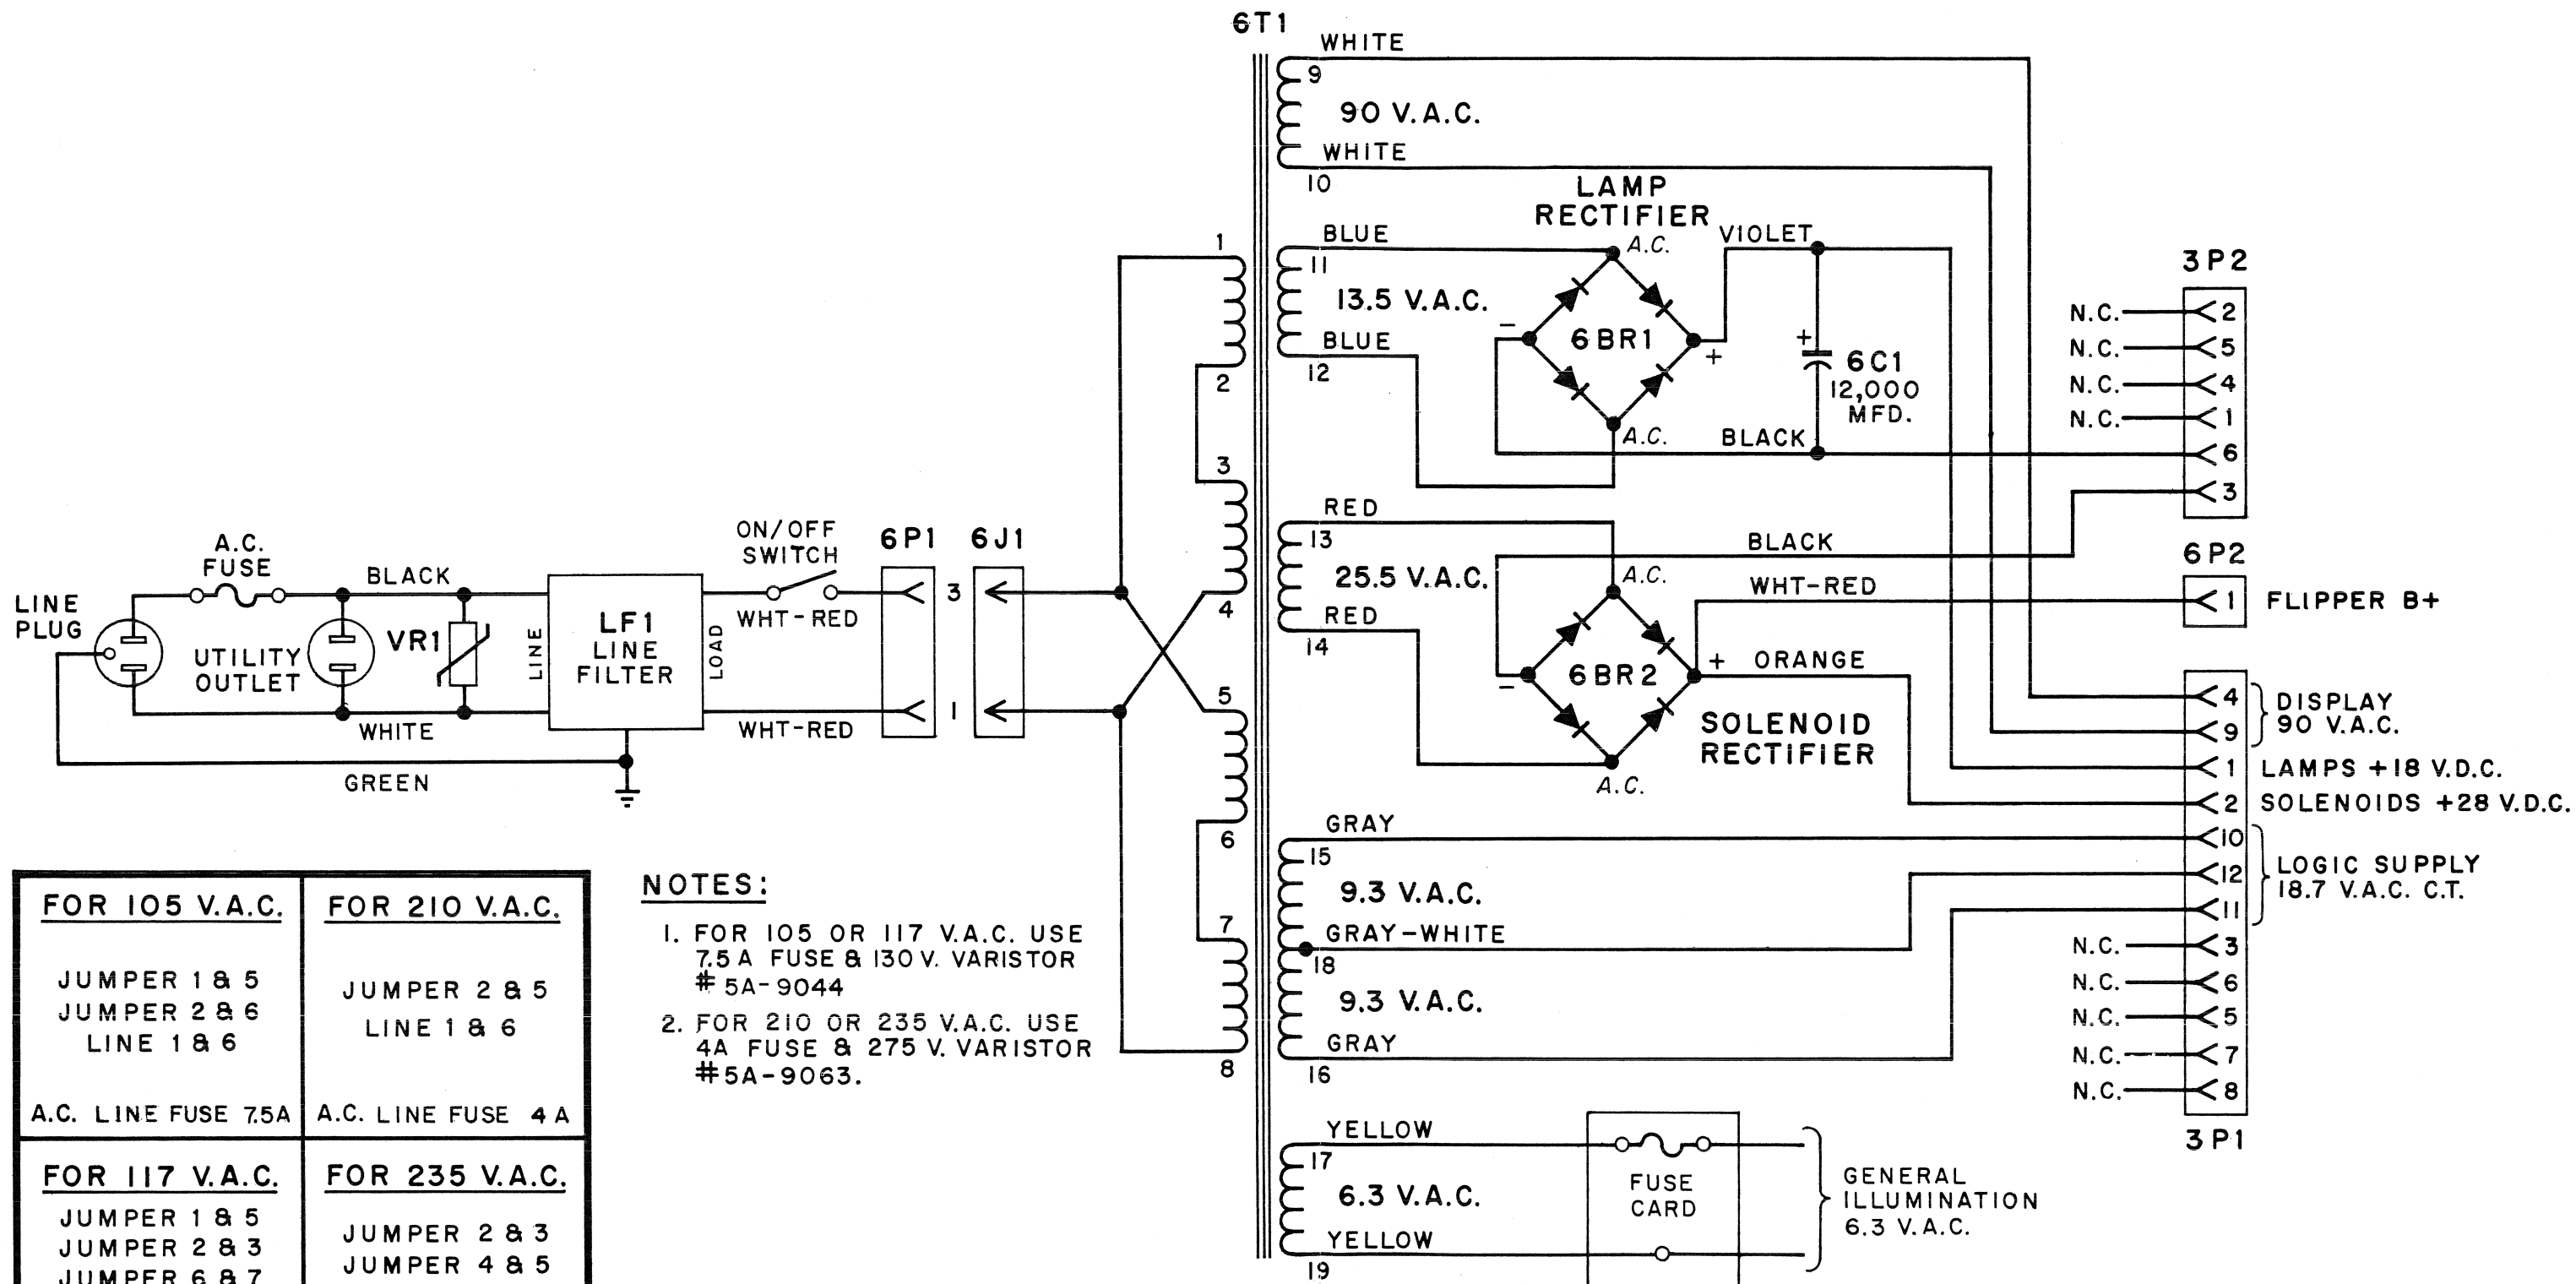 6T1
WHITE
9
90 V.A.C.
WHITE
10
LAMP
RECTIFIER
BLUE
11
13.5 V.A.C.
BLUE
12
A.C.
VIOLET
–
6BR1
+
A.C.
+
6C1
12,000
MFD.
BLACK
3P2
N.C. 2
N.C. 5
N.C. 4
N.C. 1
6
3
RED
13
25.5 V.A.C.
RED
14
BLACK
A.C.
WHT-RED
–
6BR2
+
ORANGE
A.C.
SOLENOID
RECTIFIER
6P2
1 FLIPPER B+
4
9
DISPLAY
90 V.A.C.
1 LAMPS +18 V.D.C.
2 SOLENOIDS +28 V.D.C.
10
12
11
LOGIC SUPPLY
18.7 V.A.C. C.T.
N.C. 3
N.C. 6
N.C. 5
N.C. 7
N.C. 8
3P1
GRAY
15
9.3 V.A.C.
GRAY-WHITE
18
9.3 V.A.C.
GRAY
16
YELLOW
17
6.3 V.A.C.
YELLOW
19
FUSE
CARD
GENERAL
ILLUMINATION
6.3 V.A.C.
1
2
3
4
5
6
7
8
LINE
PLUG
A.C.
FUSE
BLACK
UTILITY
OUTLET
VR1
WHITE
GREEN
LINE
LF1
LINE
FILTER
LOAD
ON/OFF
SWITCH
WHT-RED
WHT-RED
6P1
6J1
3
1
FOR 105 V.A.C.
JUMPER 1 & 5
JUMPER 2 & 6
LINE 1 & 6
A.C. LINE FUSE 7.5A
FOR 210 V.A.C.
JUMPER 2 & 5
LINE 1 & 6
A.C. LINE FUSE 4 A
FOR 117 V.A.C.
JUMPER 1 & 5
JUMPER 2 & 3
JUMPER 6 & 7
FOR 235 V.A.C.
JUMPER 2 & 3
JUMPER 4 & 5
NOTES:
1. FOR 105 OR 117 V.A.C. USE
7.5 A FUSE & 130 V. VARISTOR
# 5A-9044
2. FOR 210 OR 235 V.A.C. USE
4A FUSE & 275 V. VARISTOR
#5A-9063.